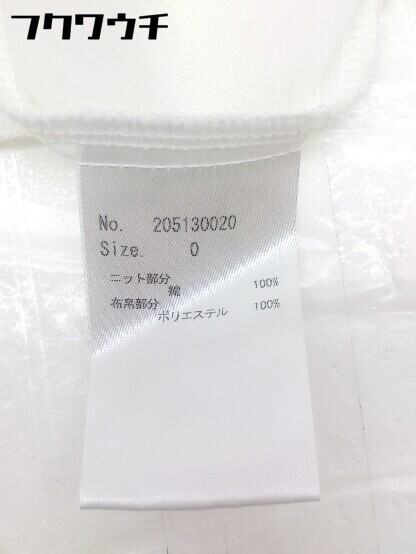 フクワウチ
No. 205130020
Size. 0
ニット部分
綿 100%
布帛部分
ポリエステル 100%